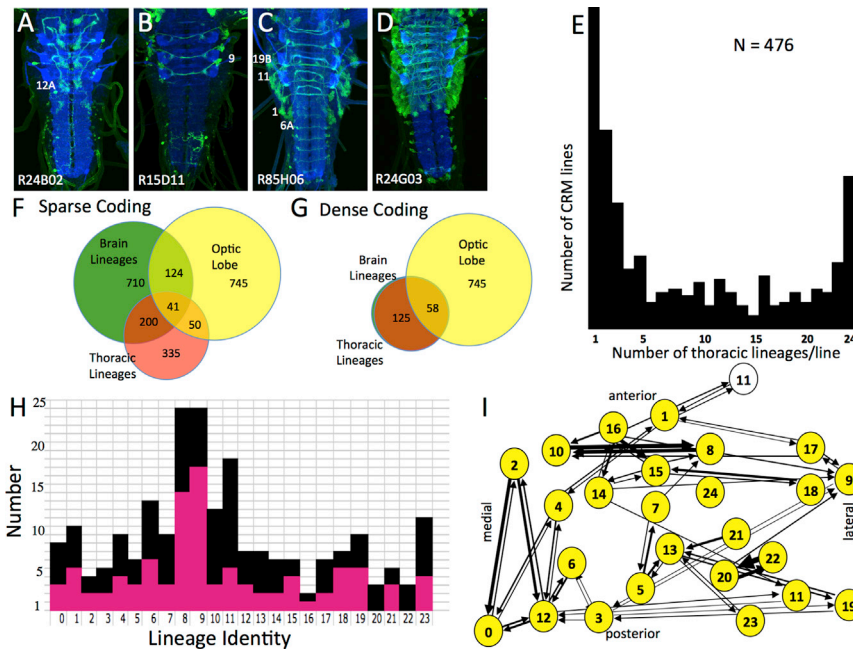 A
B
C
D
12A
9
19B
11
1
6A
R24B02
R15D11
R85H06
R24G03
E
N = 476
Number of CRM lines
1
5
10
15
20
24
Number of thoracic lineages/line
F
Sparse Coding
Brain
Lineages
710
124
Optic
Lobe
745
41
200
50
335
Thoracic
Lineages
G
Dense Coding
Brain
Lineages
125
58
Optic
Lobe
745
Thoracic
Lineages
H
25
20
15
10
5
1
Number
0 1 2 3 4 5 6 7 8 9 10 11 12 13 14 15 16 17 18 19 20 21 22 23
Lineage Identity
I
anterior
medial
lateral
posterior
11
1
16
10
8
17
2
15
9
14
24
18
4
7
21
13
22
6
20
5
11
12
3
19
0
23